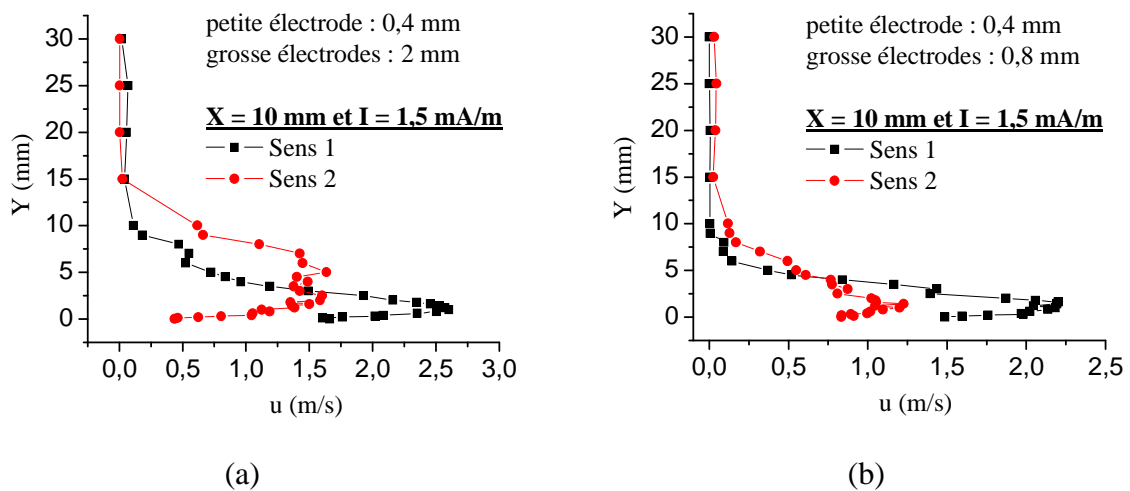 petite électrode : 0,4 mm
grosse électrodes : 2 mm
X = 10 mm et I = 1,5 mA/m
Sens 1
Sens 2
Y (mm)
30
25
20
15
10
5
0
0,0 0,5 1,0 1,5 2,0 2,5 3,0
u (m/s)
(a)
petite électrode : 0,4 mm
grosse électrodes : 0,8 mm
X = 10 mm et I = 1,5 mA/m
Sens 1
Sens 2
Y (mm)
30
25
20
15
10
5
0
0,0 0,5 1,0 1,5 2,0 2,5
u (m/s)
(b)